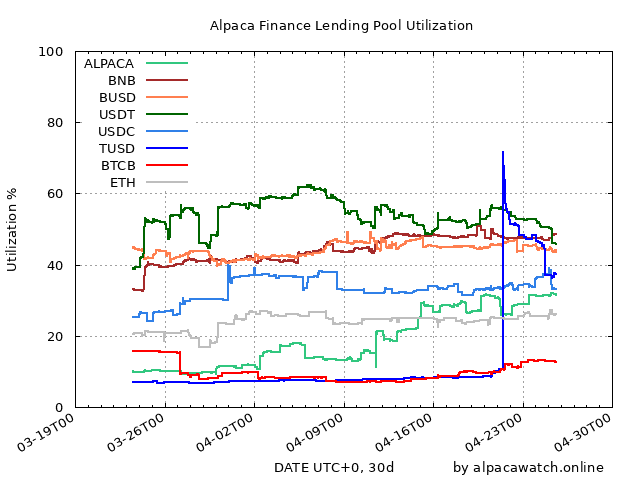 Alpaca Finance Lending Pool Utilization
100
80
60
40
20
0
Utilization %
ALPACA
BNB
BUSD
USDT
USDC
TUSD
BTCB
ETH
03-19T00
03-26T00
04-02T00
04-09T00
04-16T00
04-23T00
04-30T00
DATE UTC+0, 30d
by alpacawatch.online